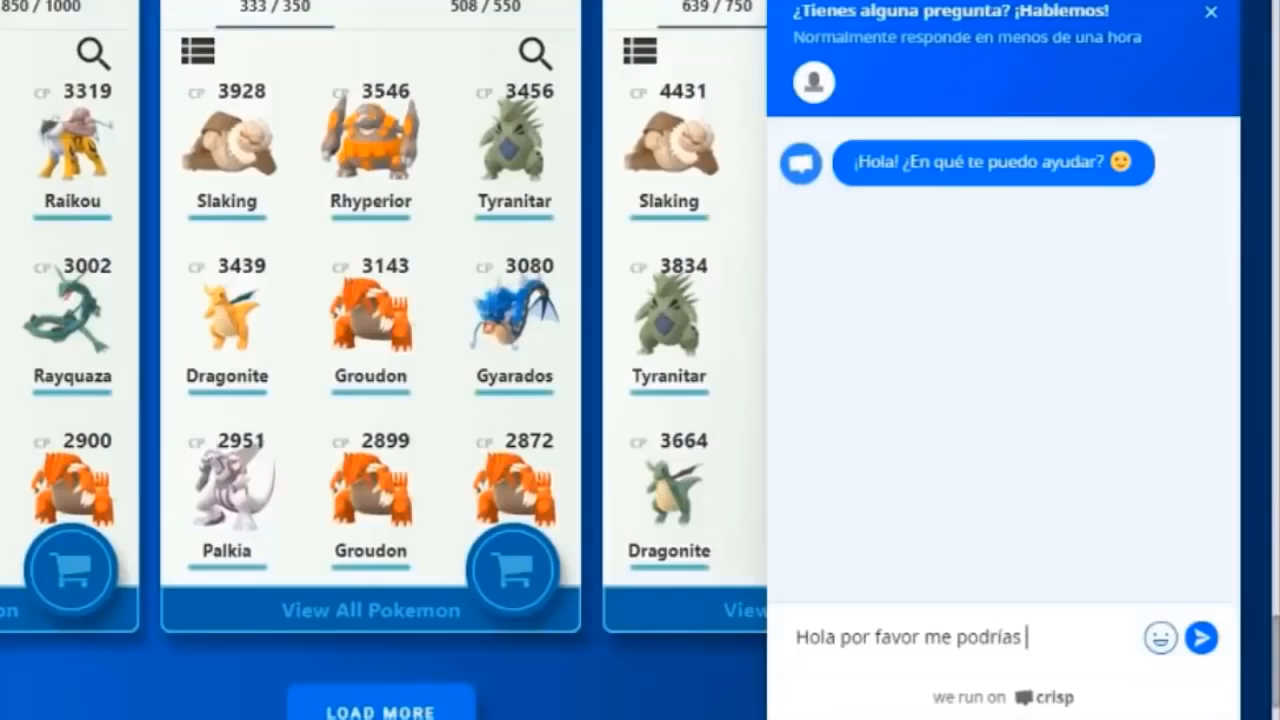 850 / 1000
333 / 350
508 / 550
639 / 750
CP 3319
Raikou
CP 3002
Rayquaza
CP 2900
on
CP 3928
CP 3546
CP 3456
Slaking
Rhyperior
Tyranitar
CP 3439
CP 3143
CP 3080
Dragonite
Groudon
Gyarados
CP 2951
CP 2899
CP 2872
Palkia
Groudon
View All Pokemon
CP 4431
Slaking
CP 3834
Tyranitar
CP 3664
Dragonite
View
LOAD MORE
¿Tienes alguna pregunta? ¡Hablemos!
Normalmente responde en menos de una hora
¡Hola! ¿En qué te puedo ayudar? 🙂
Hola por favor me podrías
we run on crisp